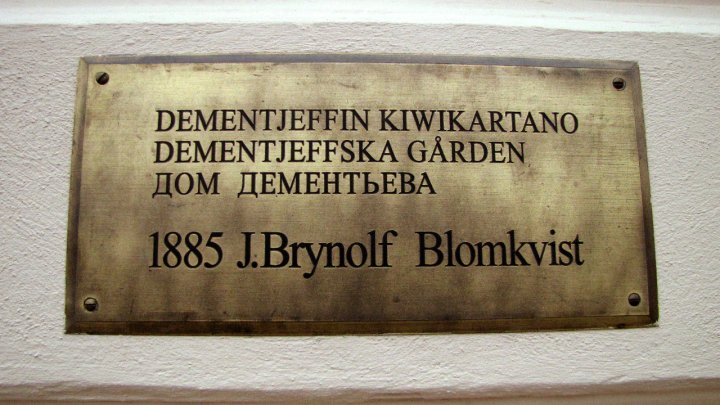 DEMENTJEFFIN KIWIKARTANO
DEMENTJEFFSKA GÅRDEN
ДОМ ДЕМЕНТЬЕВА
1885 J.Brynolf Blomkvist